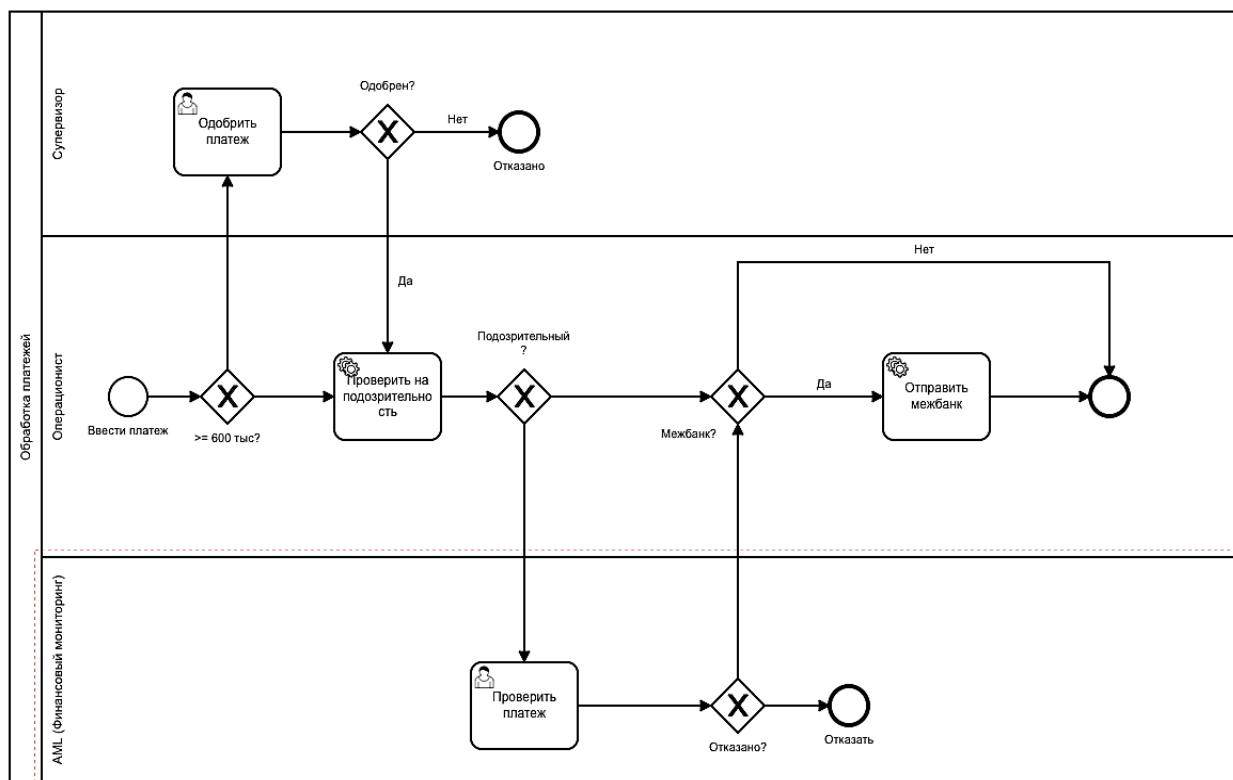 Обработка платежей
Супервизор
Одобрить
платеж
Одобрен?
Нет
Отказано
Да
Операционист
Ввести платеж
>= 600 тыс?
Проверить на
подозрительно
сть
Подозрительный
?
Межбанк?
Нет
Да
Отправить
межбанк
AML (Финансовый мониторинг)
Проверить
платеж
Отказано?
Отказать